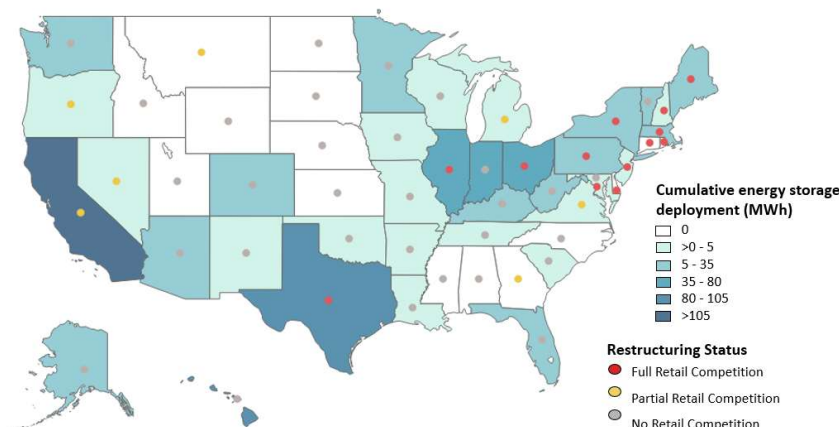 Cumulative energy storage
deployment (MWh)
0
>0 - 5
5 - 35
35 - 80
80 - 105
>105
Restructuring Status
Full Retail Competition
Partial Retail Competition
No Retail Competition